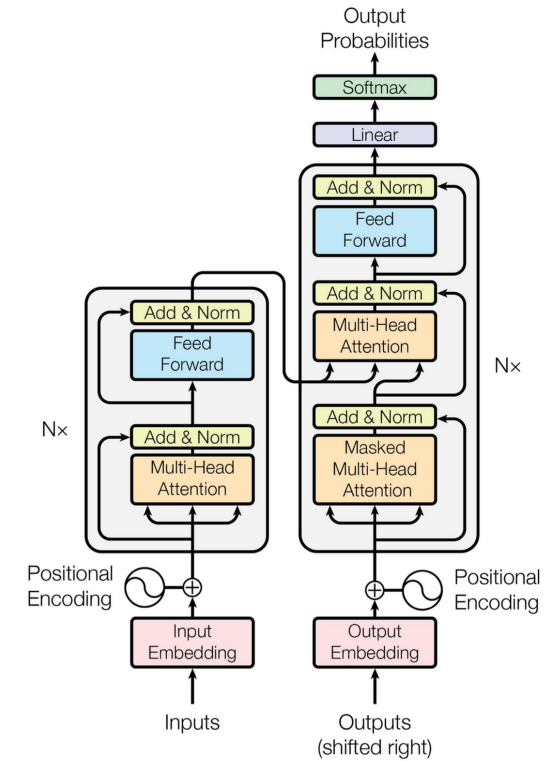 Output
Probabilities
Softmax
Linear
Add & Norm
Feed
Forward
Add & Norm
Multi-Head
Attention
Add & Norm
Masked
Multi-Head
Attention
N×
Add & Norm
Feed
Forward
Add & Norm
Multi-Head
Attention
N×
Positional
Encoding
Positional
Encoding
Input
Embedding
Output
Embedding
Inputs
Outputs
(shifted right)